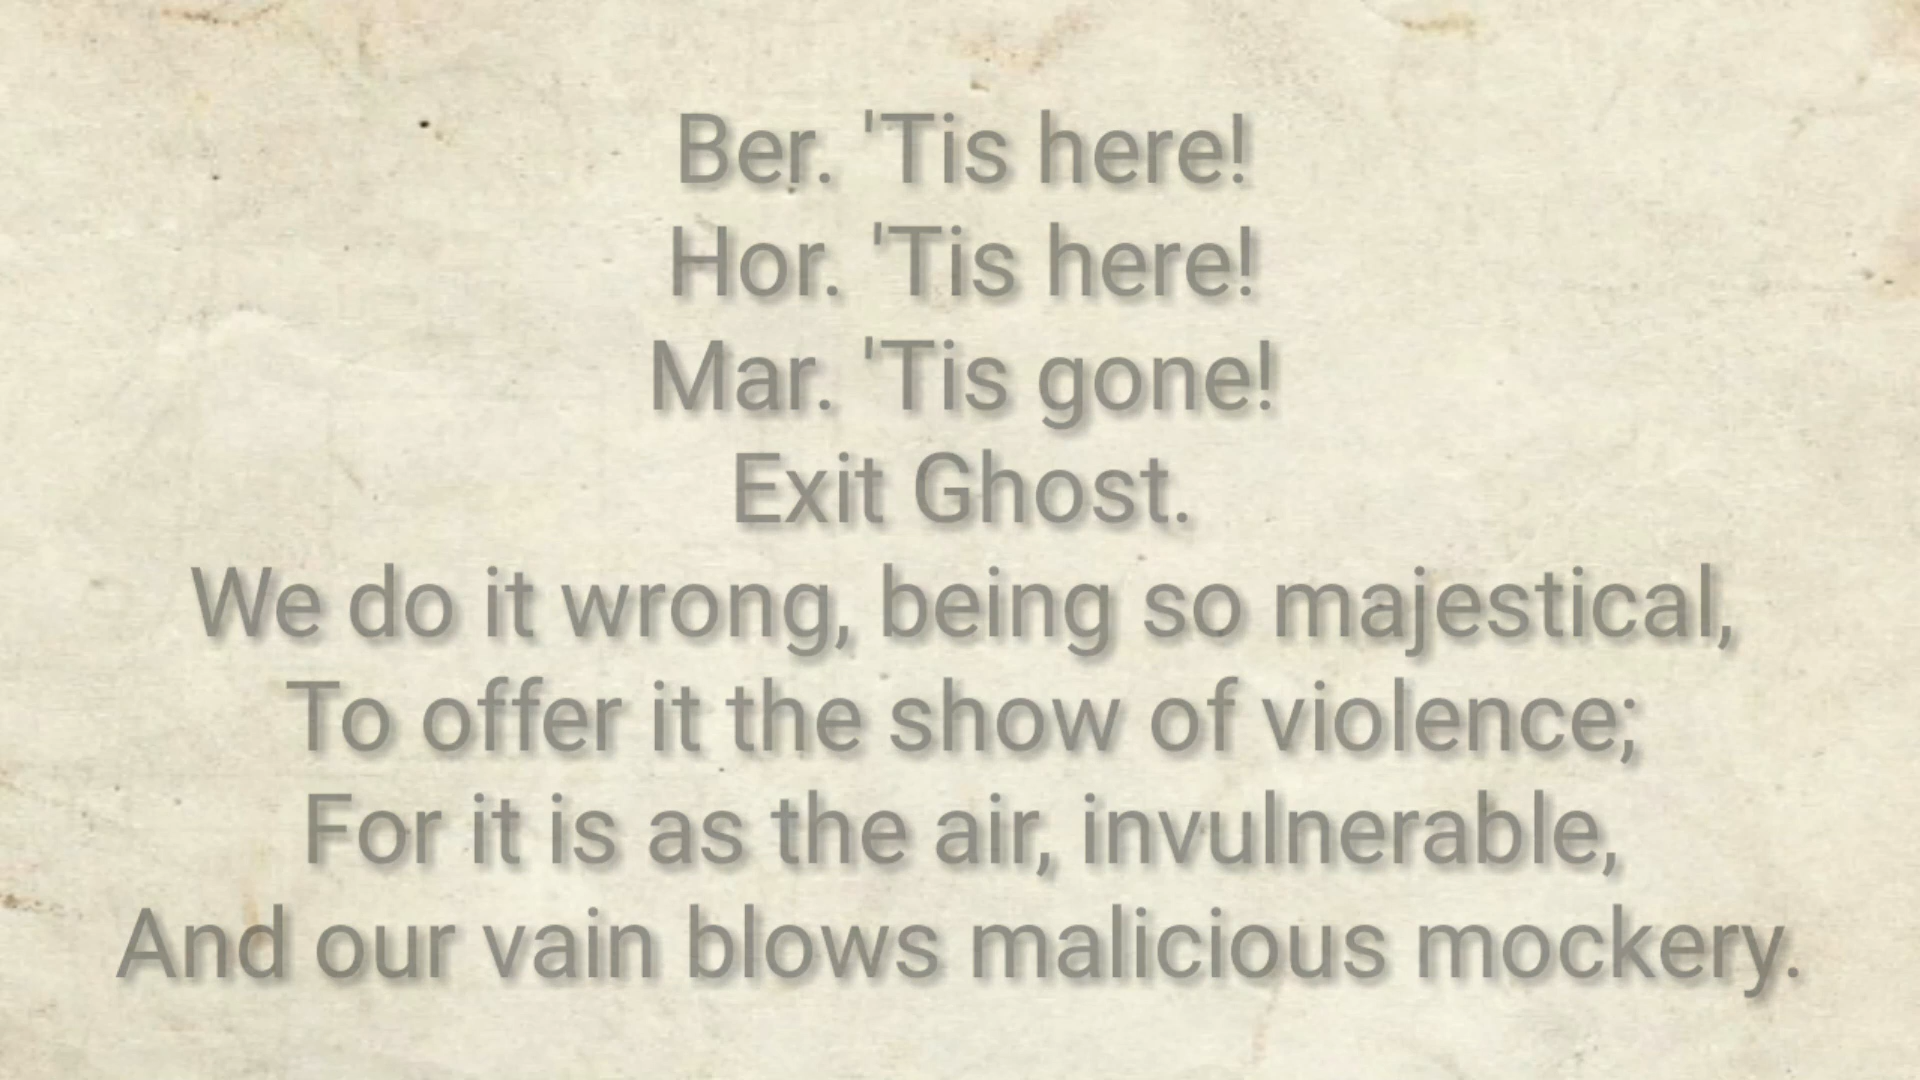 Ber. 'Tis here!
Hor. 'Tis here!
Mar. 'Tis gone!
Exit Ghost.
We do it wrong, being so majestical,
To offer it the show of violence;
For it is as the air, invulnerable,
And our vain blows malicious mockery.